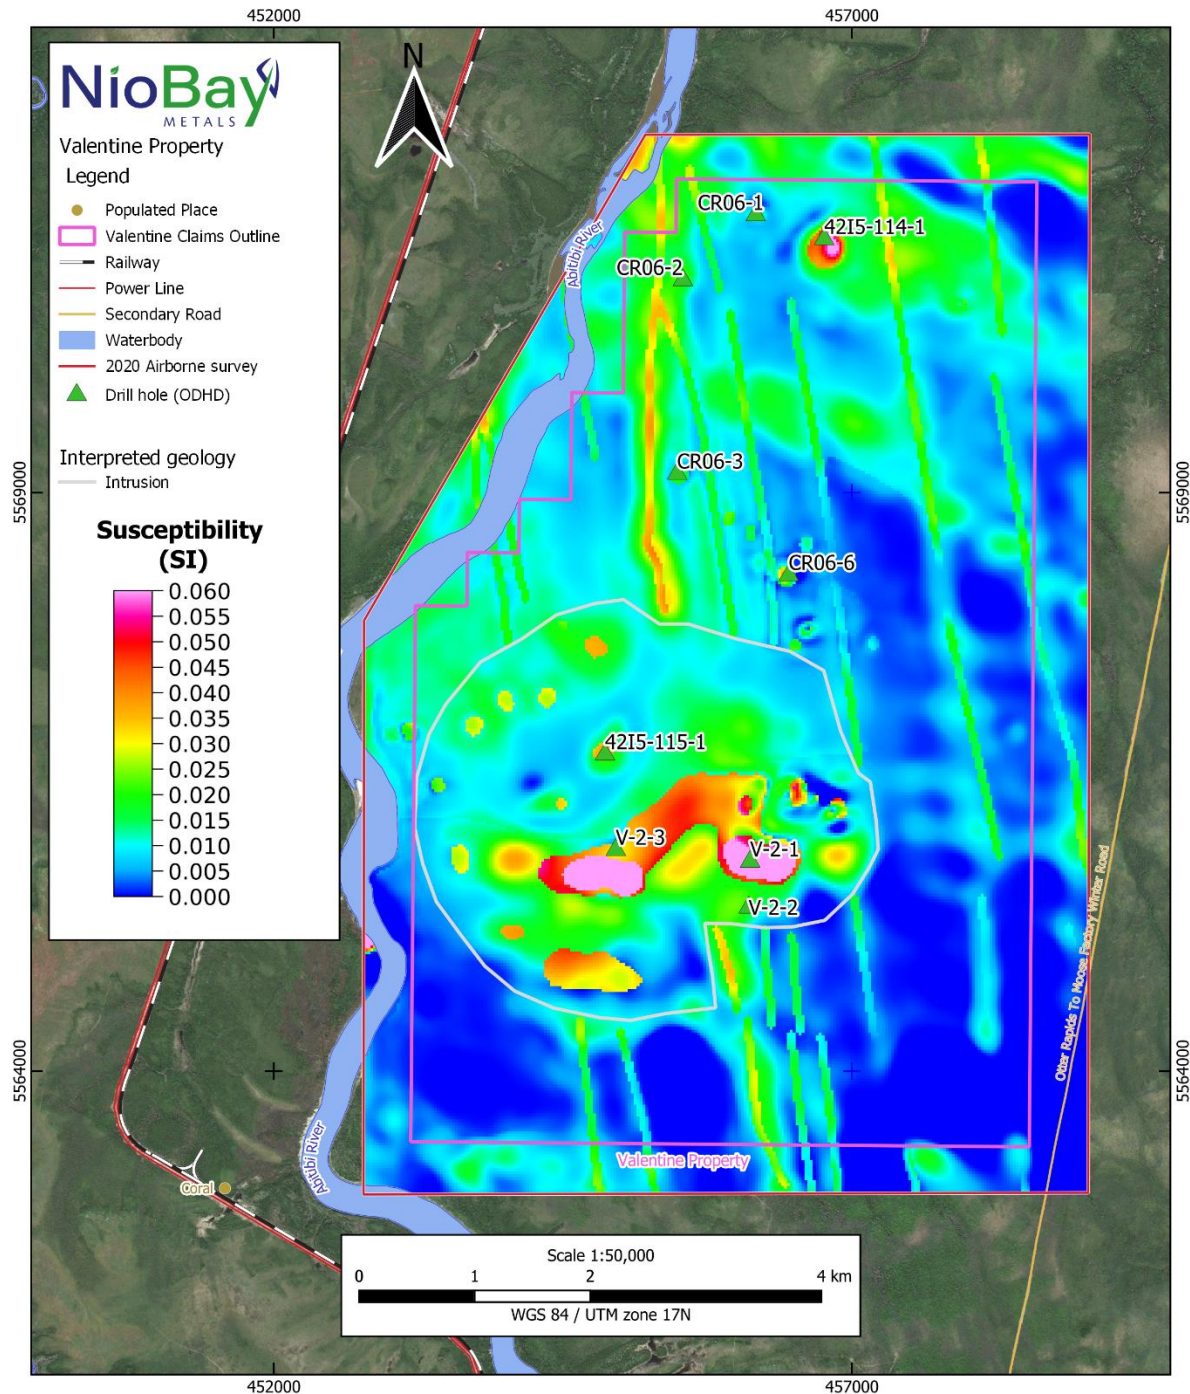 452000
457000
NioBay
METALS
Valentine Property
Legend
Populated Place
Valentine Claims Outline
Railway
Power Line
Secondary Road
Waterbody
2020 Airborne survey
Drill hole (ODHD)
Interpreted geology
Intrusion
Susceptibility
(SI)
0.060
0.055
0.050
0.045
0.040
0.035
0.030
0.025
0.020
0.015
0.010
0.005
0.000
N
Abitibi River
CR06-1
42I5-114-1
CR06-2
CR06-3
CR06-6
42I5-115-1
V-2-3
V-2-1
V-2-2
5569000
5569000
5564000
5564000
Otter Rapids To Moose Factory Winter Road
Valentine Property
Abitibi River
Coral
Scale 1:50,000
0 1 2 4 km
WGS 84 / UTM zone 17N
452000
457000